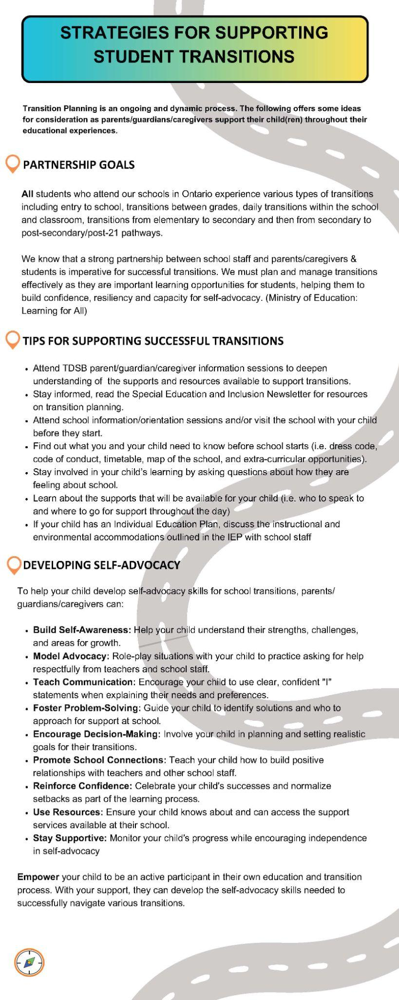 STRATEGIES FOR SUPPORTING
STUDENT TRANSITIONS
Transition Planning is an ongoing and dynamic process. The following offers some ideas
for consideration as parents/guardians/caregivers support their child(ren) throughout their
educational experiences.
PARTNERSHIP GOALS
All students who attend our schools in Ontario experience various types of transitions
including entry to school, transitions between grades, daily transitions within the school
and classroom, transitions from elementary to secondary and then from secondary to
post-secondary/post-21 pathways.
We know that a strong partnership between school staff and parents/caregivers &
students is imperative for successful transitions. We must plan and manage transitions
effectively as they are important learning opportunities for students, helping them to
build confidence, resiliency and capacity for self-advocacy. (Ministry of Education:
Learning for All)
TIPS FOR SUPPORTING SUCCESSFUL TRANSITIONS
• Attend TDSB parent/guardian/caregiver information sessions to deepen
understanding of the supports and resources available to support transitions.
• Stay informed, read the Special Education and Inclusion Newsletter for resources
on transition planning.
• Attend school information/orientation sessions and/or visit the school with your child
before they start.
• Find out what you and your child need to know before school starts (i.e. dress code,
code of conduct, timetable, map of the school, and extra-curricular opportunities).
• Stay involved in your child's learning by asking questions about how they are
feeling about school.
• Learn about the supports that will be available for your child (i.e. who to speak to
and where to go for support throughout the day)
• If your child has an Individual Education Plan, discuss the instructional and
environmental accommodations outlined in the IEP with school staff
DEVELOPING SELF-ADVOCACY
To help your child develop self-advocacy skills for school transitions, parents/
guardians/caregivers can:
• Build Self-Awareness: Help your child understand their strengths, challenges,
and areas for growth.
• Model Advocacy: Role-play situations with your child to practice asking for help
respectfully from teachers and school staff.
• Teach Communication: Encourage your child to use clear, confident "I"
statements when explaining their needs and preferences.
• Foster Problem-Solving: Guide your child to identify solutions and who to
approach for support at school.
• Encourage Decision-Making: Involve your child in planning and setting realistic
goals for their transitions.
• Promote School Connections: Teach your child how to build positive
relationships with teachers and other school staff.
• Reinforce Confidence: Celebrate your child's successes and normalize
setbacks as part of the learning process.
• Use Resources: Ensure your child knows about and can access the support
services available at their school.
• Stay Supportive: Monitor your child's progress while encouraging independence
in self-advocacy
Empower your child to be an active participant in their own education and transition
process. With your support, they can develop the self-advocacy skills needed to
successfully navigate various transitions.